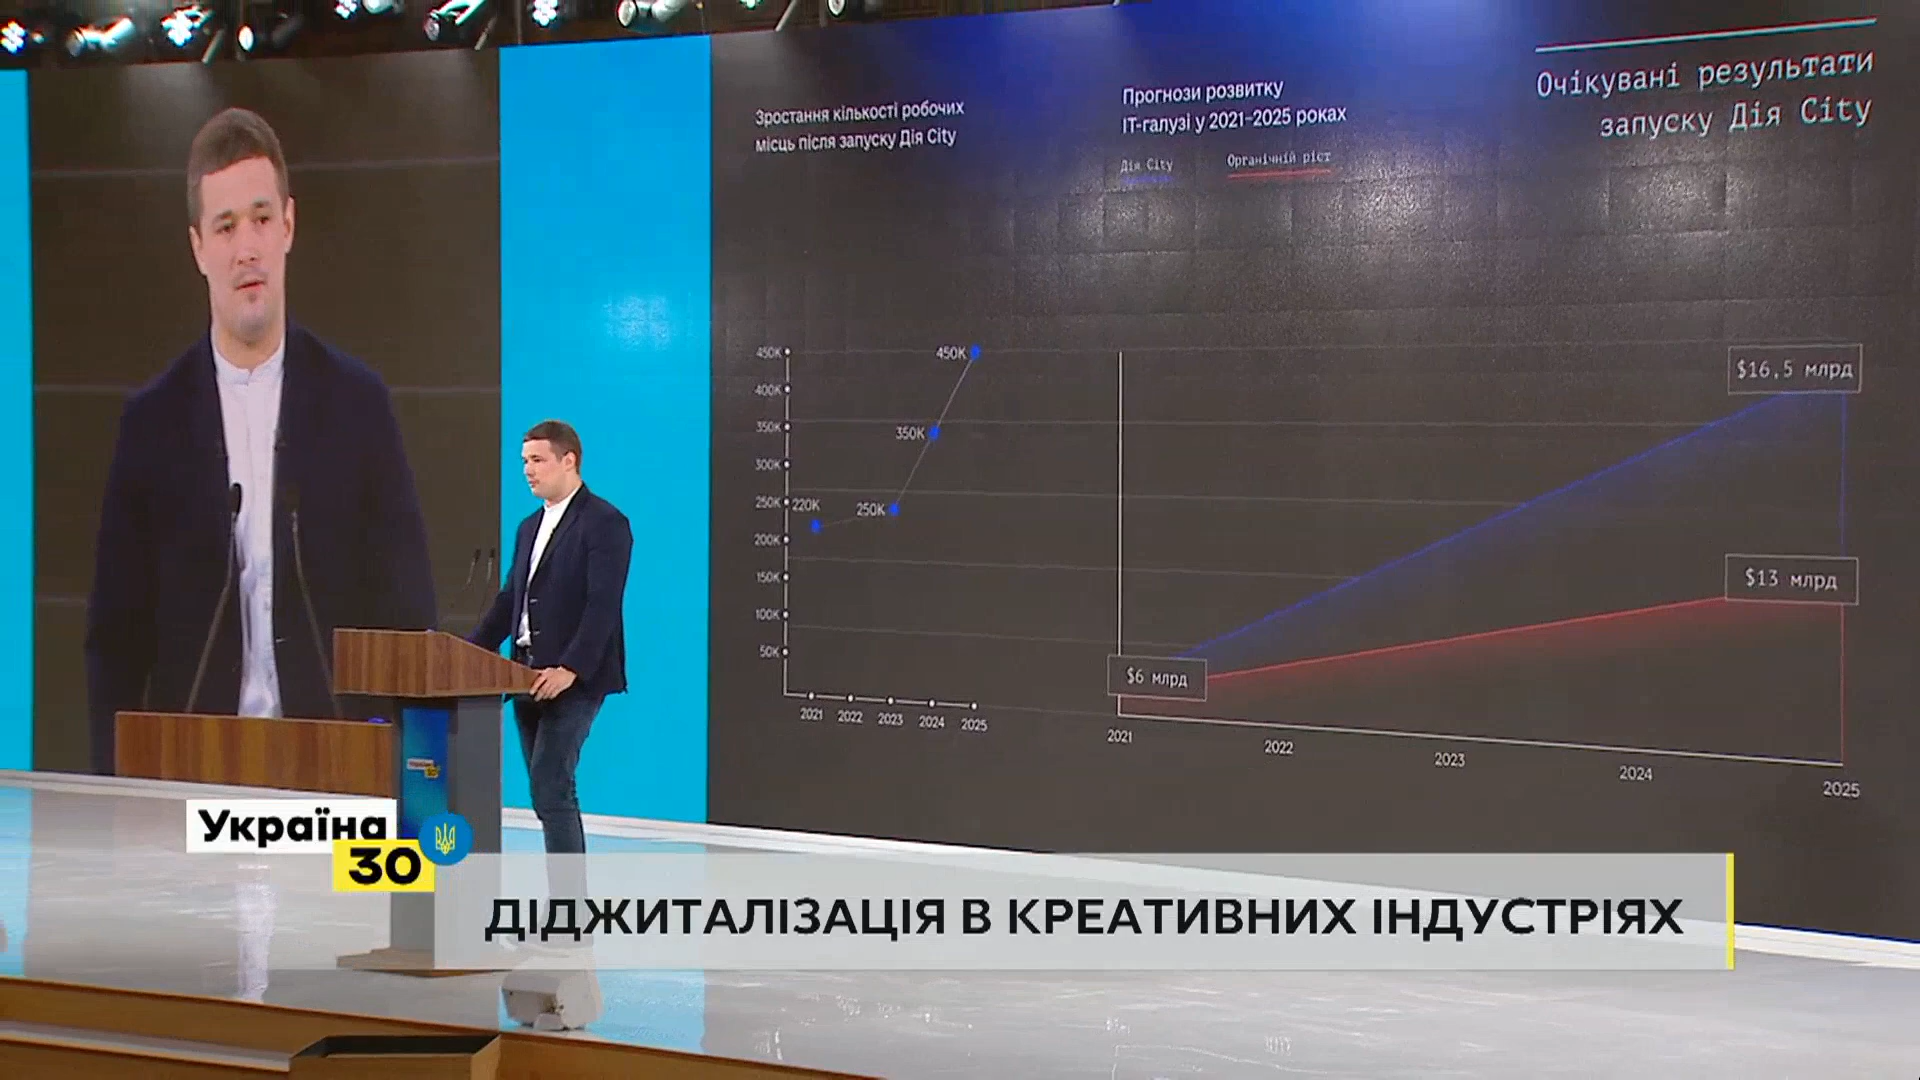 Зростання кількості робочих
місць після запуску Дія City
Прогнози розвитку
ІТ-галузі у 2021-2025 роках
Дія City
Органічній ріст
Очікувані результати
запуску Дія City
450K
400K
350K
300K
250K
200K
150K
100K
50K
220K
250K
350K
450K
2021 2022 2023 2024 2025
$16,5 млрд
$13 млрд
$6 млрд
2021 2022 2023 2024 2025
Україна
30
ДІДЖИТАЛІЗАЦІЯ В КРЕАТИВНИХ ІНДУСТРІЯХ